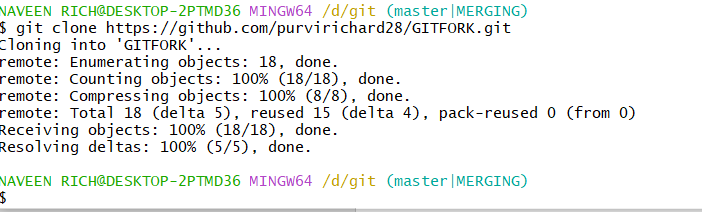 NAVEEN RICH@DESKTOP-2PTMD36 MINGW64 /d/git (master|MERGING)
$ git clone https://github.com/purvirichard28/GITFORK.git
Cloning into 'GITFORK'...
remote: Enumerating objects: 18, done.
remote: Counting objects: 100% (18/18), done.
remote: Compressing objects: 100% (8/8), done.
remote: Total 18 (delta 5), reused 15 (delta 4), pack-reused 0 (from 0)
Receiving objects: 100% (18/18), done.
Resolving deltas: 100% (5/5), done.
NAVEEN RICH@DESKTOP-2PTMD36 MINGW64 /d/git (master|MERGING)
$